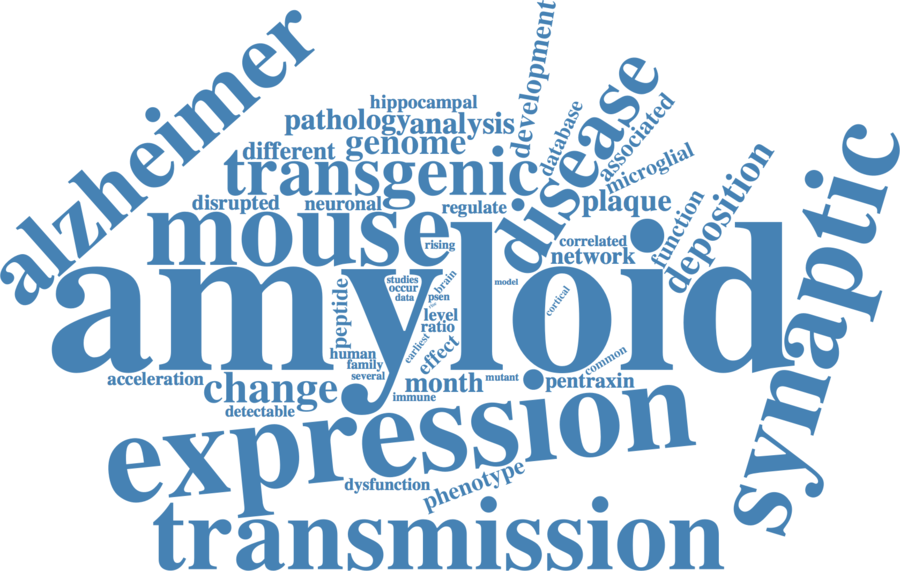 development
alzheimer
hippocampal
pathology
analysis
database
disease
associated
different
genome
transgenic
microglial
plaque
deposition
synaptic
disrupted
neuronal
regulate
function
mouse
rising
correlated
network
amyloid
studies
occur
data
brain
psen
model
cortical
peptide
level
ratio
earliest
effect
human
family
several
common
acceleration
change
month
mutant
pentraxin
detectable
immune
expression
dysfunction
phenotype
transmission